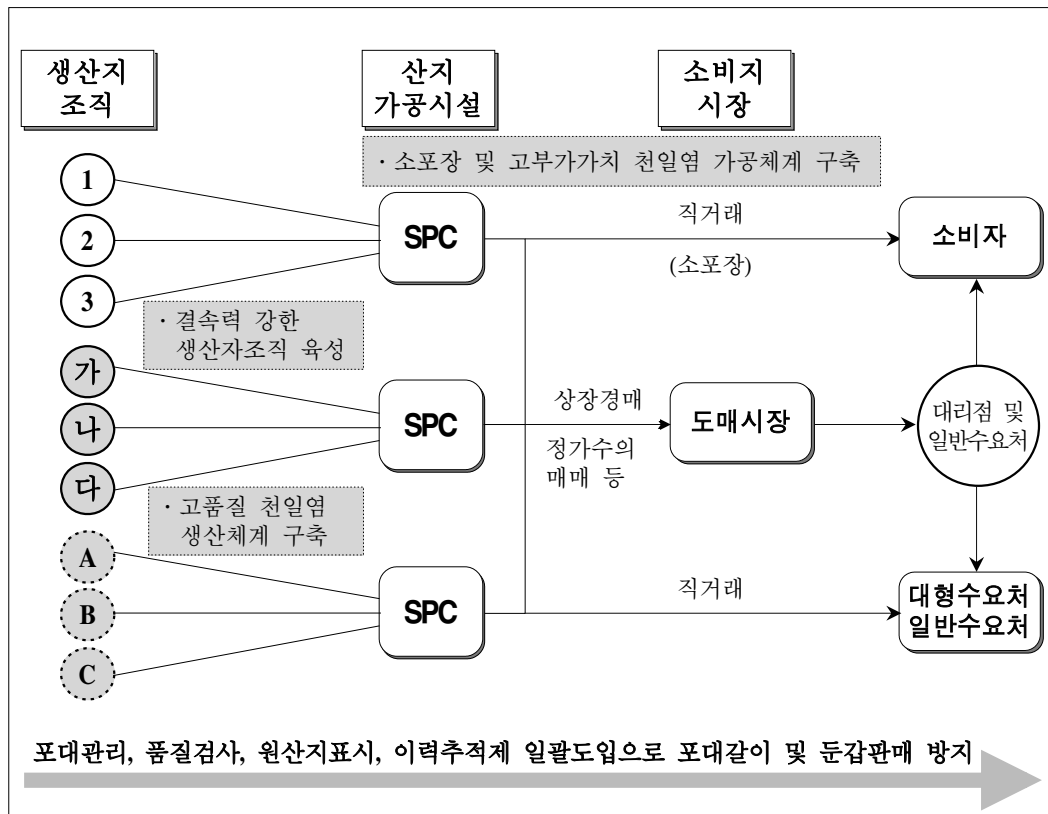 생산지
조직
산지
가공시설
소비지
시장
· 소포장 및 고부가가치 천일염 가공체계 구축
1
2
3
SPC
직거래
(소포장)
소비자
· 결속력 강한
생산자조직 육성
가
나
다
SPC
상장경매
정가수의
매매 등
도매시장
대리점 및
일반수요처
· 고품질 천일염
생산체계 구축
A
B
C
SPC
직거래
대형수요처
일반수요처
포대관리, 품질검사, 원산지표시, 이력추적제 일괄도입으로 포대갈이 및 둔갑판매 방지